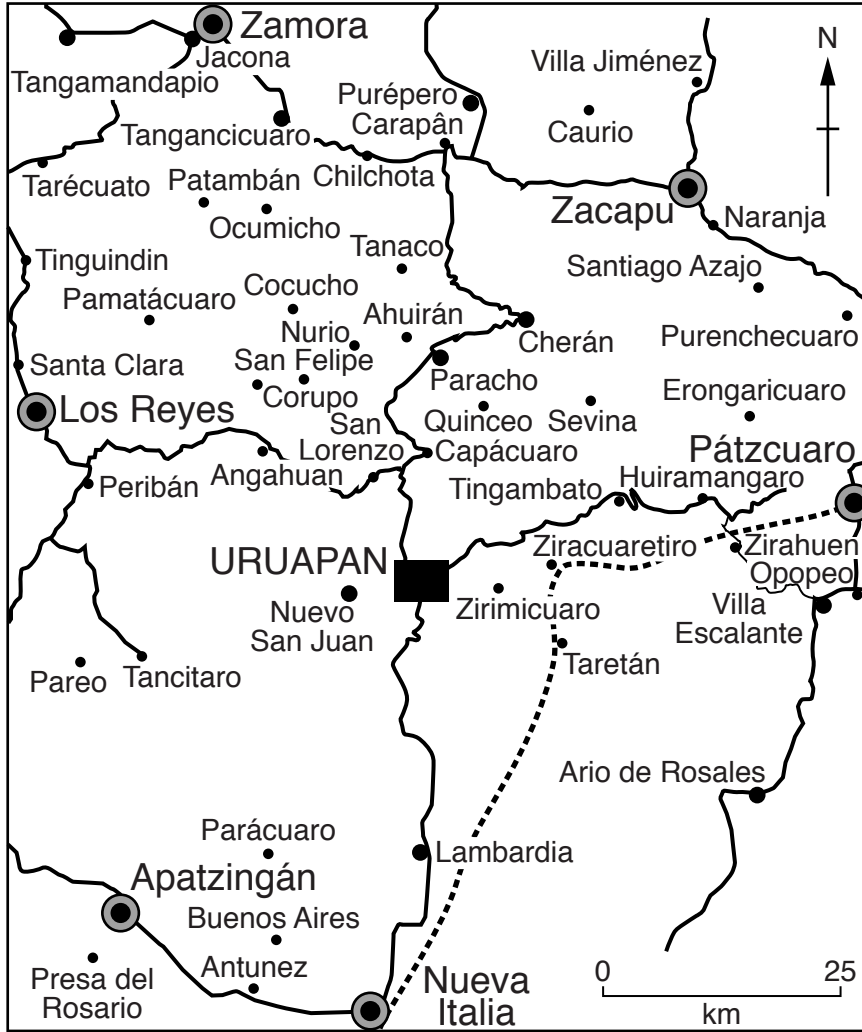 Zamora
Jacona
Tangamandapio
Tangancicuaro
Purépero
Carapân
Villa Jiménez
Caurio
N
Tarécuato
Patambán
Ocumicho
Chilchota
Zacapu
Naranja
Tinguindin
Tanaco
Santiago Azajo
Pamatácuaro
Cocucho
Ahuirán
Nurio
Cherán
Purenchecuaro
Santa Clara
San Felipe
Corupo
Paracho
Erongaricuaro
Los Reyes
San
Lorenzo
Quinceo
Sevina
Capácuaro
Pátzcuaro
Angahuan
Peribán
Tingambato
Huiramangaro
URUAPAN
Ziracuaretiro
Zirahuen
Opopeo
Nuevo
San Juan
Zirimicuaro
Villa
Escalante
Pareo
Tancitaro
Taretán
Ario de Rosales
Parácuaro
Lambardia
Apatzingán
Buenos Aires
Presa del
Rosario
Antunez
Nueva
Italia
0
25
km